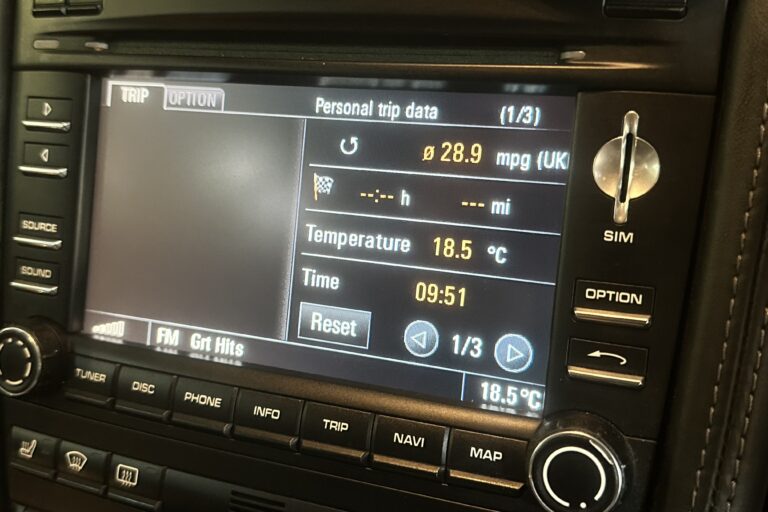 TRIP OPTION
Personal trip data (1/3)
ø 28.9 mpg (UK
--:-- h --- mi
Temperature 18.5 °C
Time 09:51
Reset 1/3
FM Grt Hits
18.5°C
SOURCE
SOUND
SIM
OPTION
TUNER DISC PHONE INFO TRIP NAVI MAP